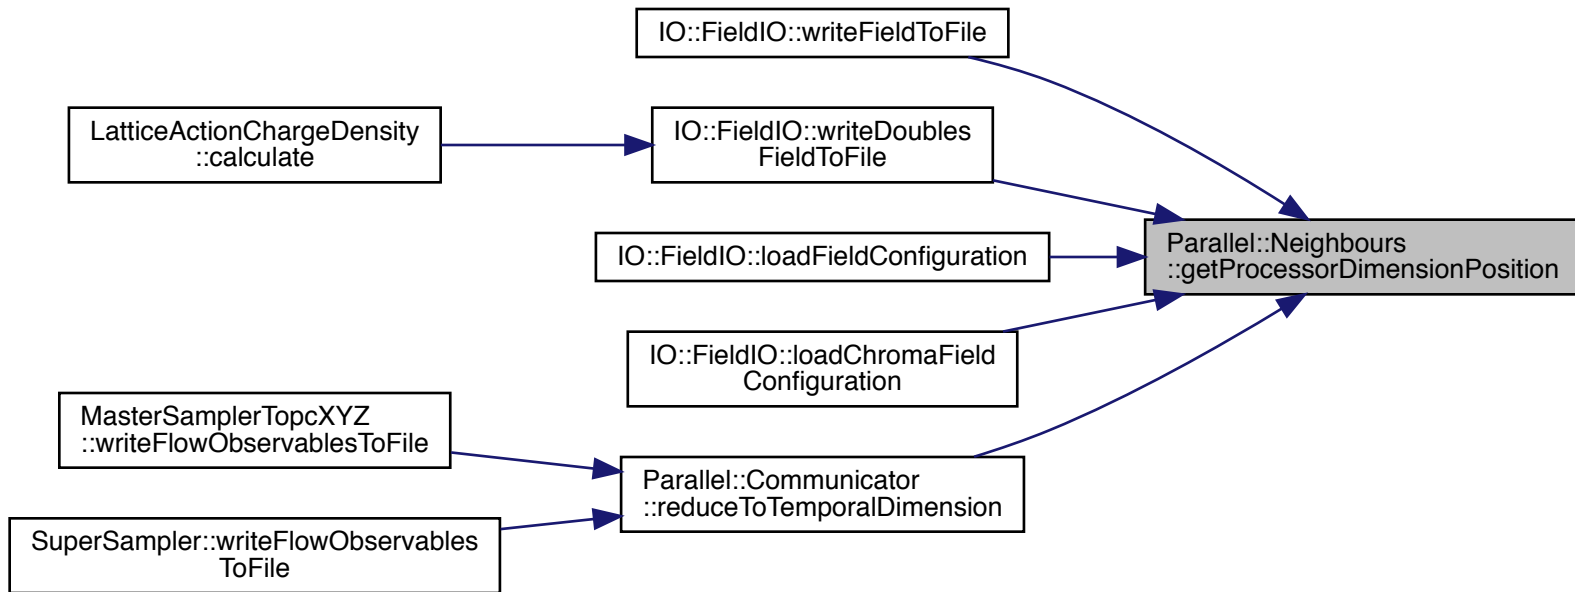 IO::FieldIO::writeFieldToFile
LatticeActionChargeDensity
::calculate
IO::FieldIO::writeDoubles
FieldToFile
IO::FieldIO::loadFieldConfiguration
Parallel::Neighbours
::getProcessorDimensionPosition
IO::FieldIO::loadChromaField
Configuration
MasterSamplerTopcXYZ
::writeFlowObservablesToFile
Parallel::Communicator
::reduceToTemporalDimension
SuperSampler::writeFlowObservables
ToFile